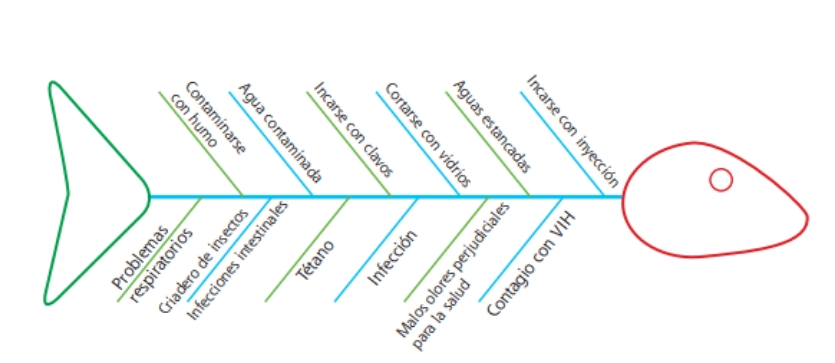 Contaminarse
con humo
Agua contaminada
Incarse con clavos
Cortarse con vidrios
Aguas estancadas
Incarse con inyección
Problemas
respiratorios
Criadero de insectos
Infecciones intestinales
Tétano
Infección
Malos olores perjudiciales
para la salud
Contagio con VIH